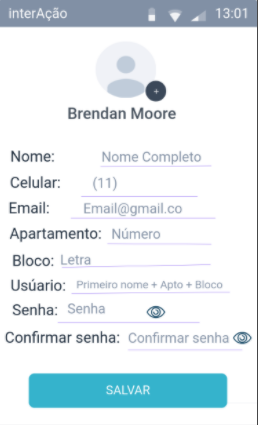 interAção 13:01
+
Brendan Moore
Nome: Nome Completo
Celular: (11)
Email: Email@gmail.co
Apartamento: Número
Bloco: Letra
Usúario: Primeiro nome + Apto + Bloco
Senha: Senha
Confirmar senha: Confirmar senha
SALVAR